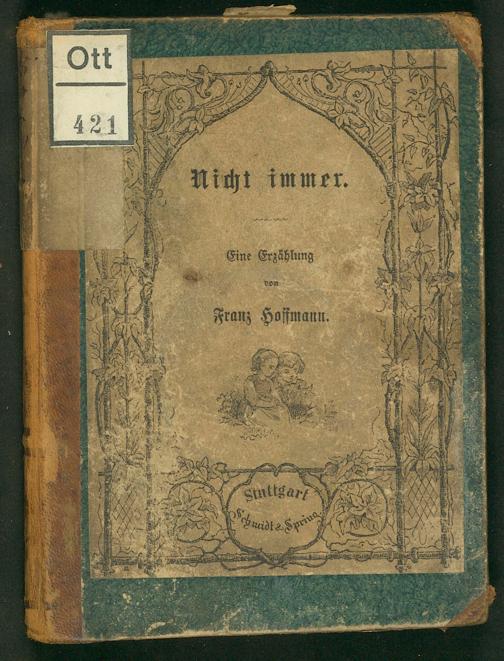 Ott
421
Nicht immer.
Eine Erzählung
von
Franz Hoffmann.
Stuttgart
Schmidt & Spring.